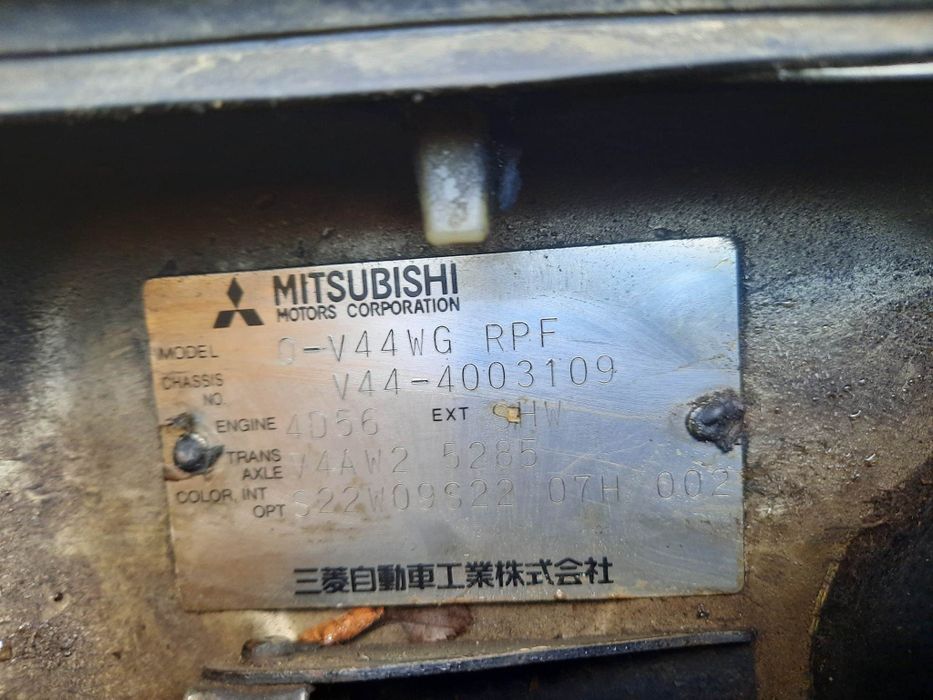 MITSUBISHI
MOTORS CORPORATION
MODEL Q-V44WG RPF
CHASSIS NO. V44-4003109
ENGINE 4D56 EXT SHW
TRANS AXLE V4AW2 5285
COLOR, INT OPT S22W09S22 07H 002
三菱自動車工業株式会社